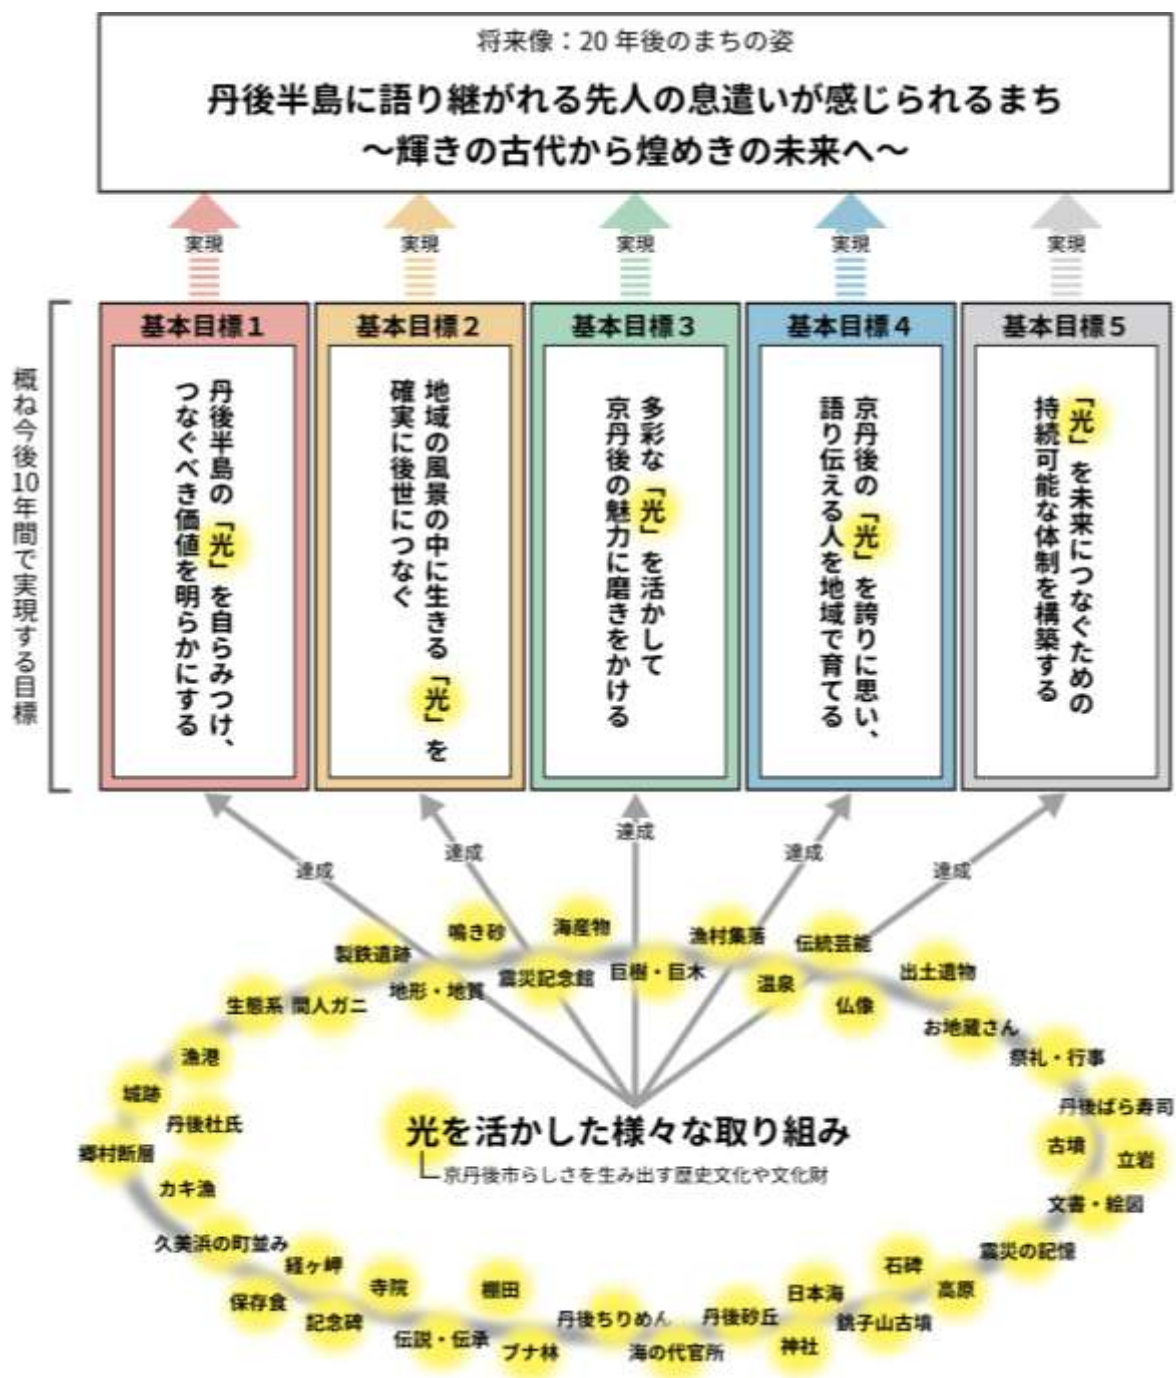 将来像：20年後のまちの姿
丹後半島に語り継がれる先人の息遣いが感じられるまち
～輝きの古代から煌めきの未来へ～
実現
実現
実現
実現
実現
概ね今後10年間で実現する目標
基本目標１
丹後半島の「光」を自らみつけ、
つなぐべき価値を明らかにする
基本目標２
地域の風景の中に生きる「光」を
確実に後世につなぐ
基本目標３
多彩な「光」を活かして
京丹後の魅力に磨きをかける
基本目標４
京丹後の「光」を誇りに思い、
語り伝える人を地域で育てる
基本目標５
「光」を未来につなぐための
持続可能な体制を構築する
達成
達成
達成
達成
達成
鳴き砂
海産物
漁村集落
伝統芸能
製鉄遺跡
震災記念館
巨樹・巨木
出土遺物
生態系
間人ガニ
地形・地質
温泉
仏像
お地蔵さん
漁港
祭礼・行事
城跡
丹後ばら寿司
丹後杜氏
光を活かした様々な取り組み
京丹後市らしさを生み出す歴史文化や文化財
郷村断層
古墳
立岩
カキ漁
文書・絵図
久美浜の町並み
震災の記憶
経ヶ岬
石碑
保存食
寺院
棚田
日本海
高原
記念碑
丹後ちりめん
丹後砂丘
銚子山古墳
伝説・伝承
ブナ林
海の代官所
神社